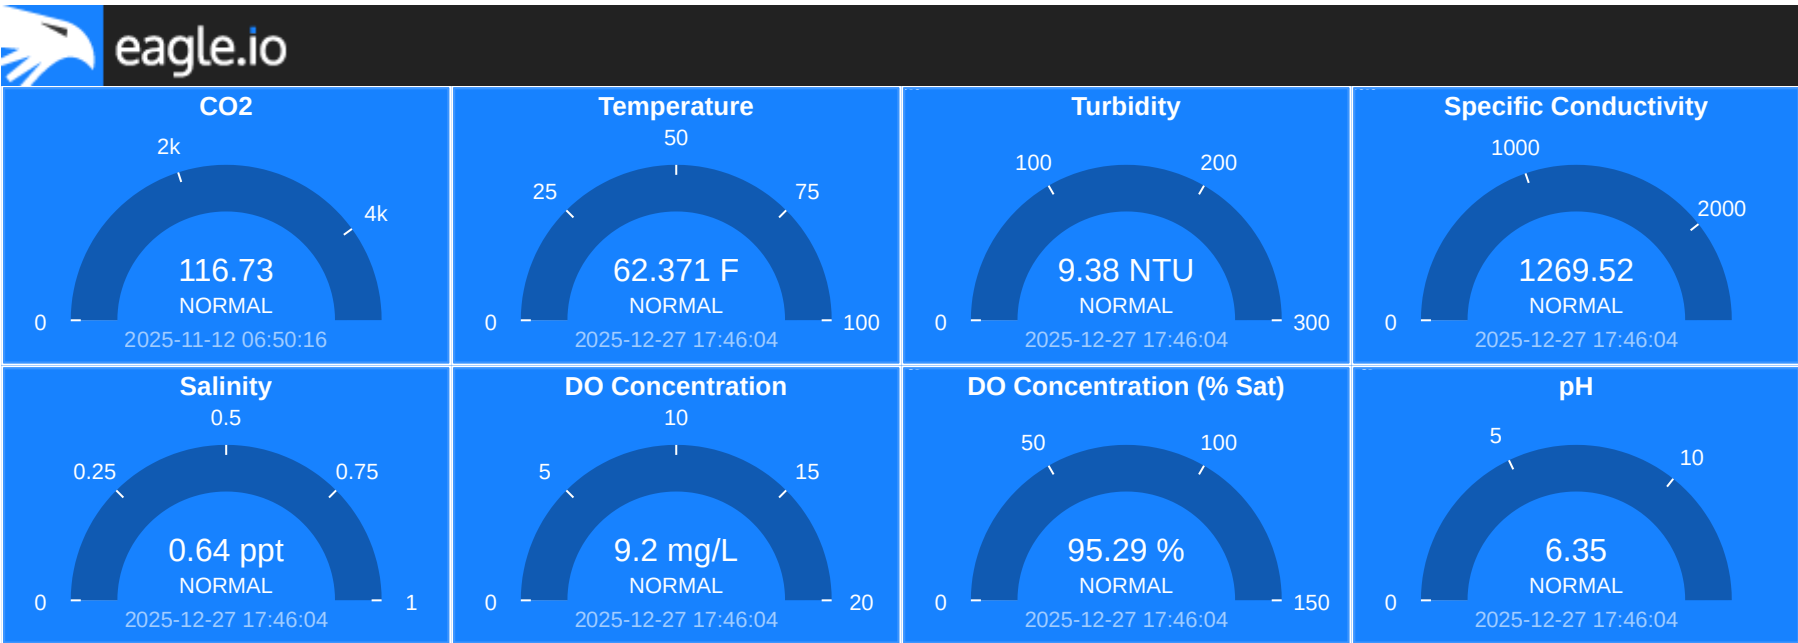 eagle.io
CO2
2k
4k
0
116.73
NORMAL
2025-11-12 06:50:16
Temperature
50
25
75
0
100
62.371 F
NORMAL
2025-12-27 17:46:04
Turbidity
100
200
0
300
9.38 NTU
NORMAL
2025-12-27 17:46:04
Specific Conductivity
1000
2000
0
1269.52
NORMAL
2025-12-27 17:46:04
Salinity
0.5
0.25
0.75
0
1
0.64 ppt
NORMAL
2025-12-27 17:46:04
DO Concentration
10
5
15
0
20
9.2 mg/L
NORMAL
2025-12-27 17:46:04
DO Concentration (% Sat)
50
100
0
150
95.29 %
NORMAL
2025-12-27 17:46:04
pH
5
10
0
6.35
NORMAL
2025-12-27 17:46:04